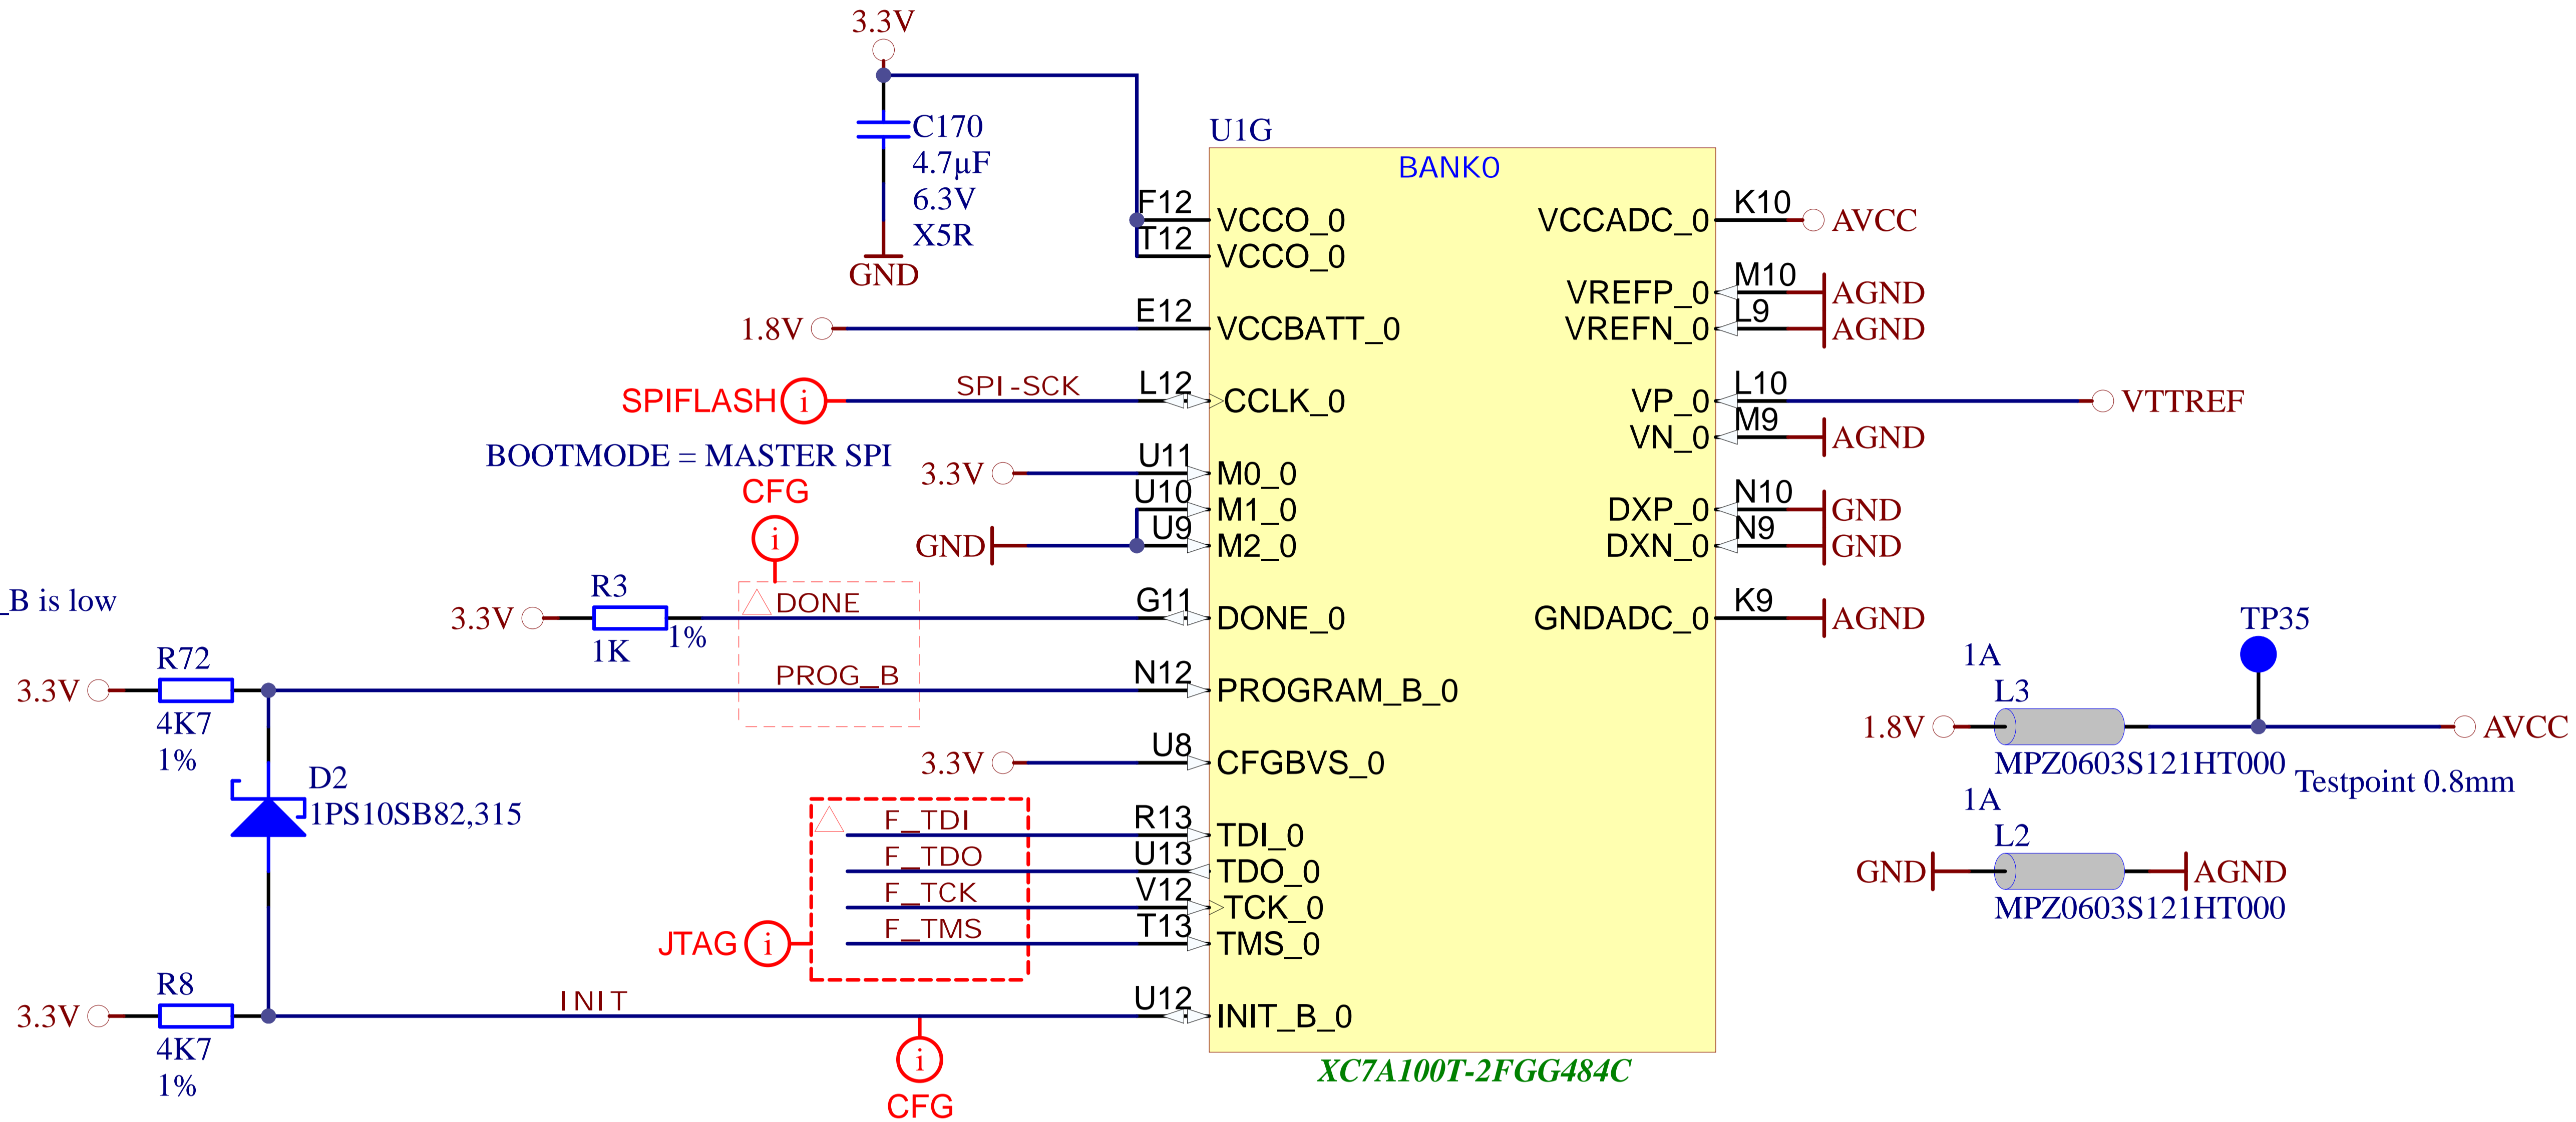 3.3V
C170
4.7µF
6.3V
X5R
GND
U1G
BANK0
F12
VCCO_0
T12
VCCO_0
1.8V
E12
VCCBATT_0
SPIFLASH
i
SPI-SCK
L12
CCLK_0
BOOTMODE = MASTER SPI
CFG
i
3.3V
U11
M0_0
U10
M1_0
GND
U9
M2_0
_B is low
3.3V
R3
1K
1%
DONE
G11
DONE_0
3.3V
R72
4K7
1%
PROG_B
N12
PROGRAM_B_0
3.3V
U8
CFGBVS_0
D2
1PS10SB82,315
F_TDI
R13
TDI_0
F_TDO
U13
TDO_0
F_TCK
V12
TCK_0
JTAG
i
F_TMS
T13
TMS_0
3.3V
R8
4K7
1%
INIT
U12
INIT_B_0
i
CFG
VCCADC_0
K10
AVCC
VREFP_0
M10
AGND
VREFN_0
L9
AGND
VP_0
L10
VTTREF
VN_0
M9
AGND
DXP_0
N10
GND
DXN_0
N9
GND
GNDADC_0
K9
AGND
XC7A100T-2FGG484C
TP35
1A
L3
1.8V
AVCC
MPZ0603S121HT000
Testpoint 0.8mm
1A
L2
GND
AGND
MPZ0603S121HT000